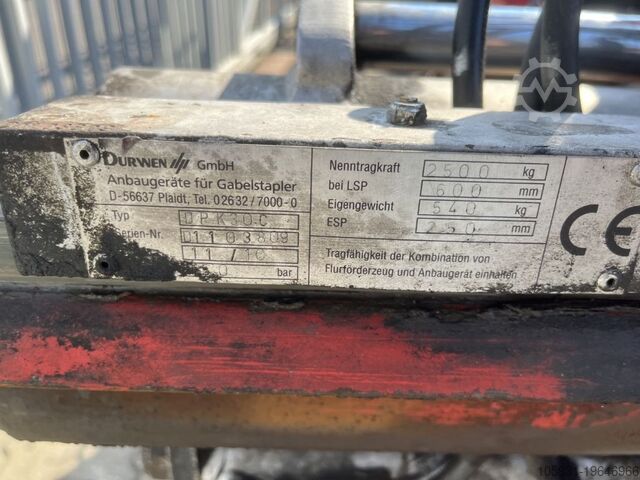 DURWEN GmbH
Anbaugeräte für Gabelstapler
D-56637 Plaidt, Tel. 02632/7000-0
Typ DPK30C
Serien-Nr. 01103809
11/10
bar
Nenntragkraft 2500 kg
bei LSP 600 mm
Eigengewicht 540 kg
ESP 250 mm
Tragfähigkeit der Kombination von
Flurförderzeug und Anbaugerät einhalten
CE